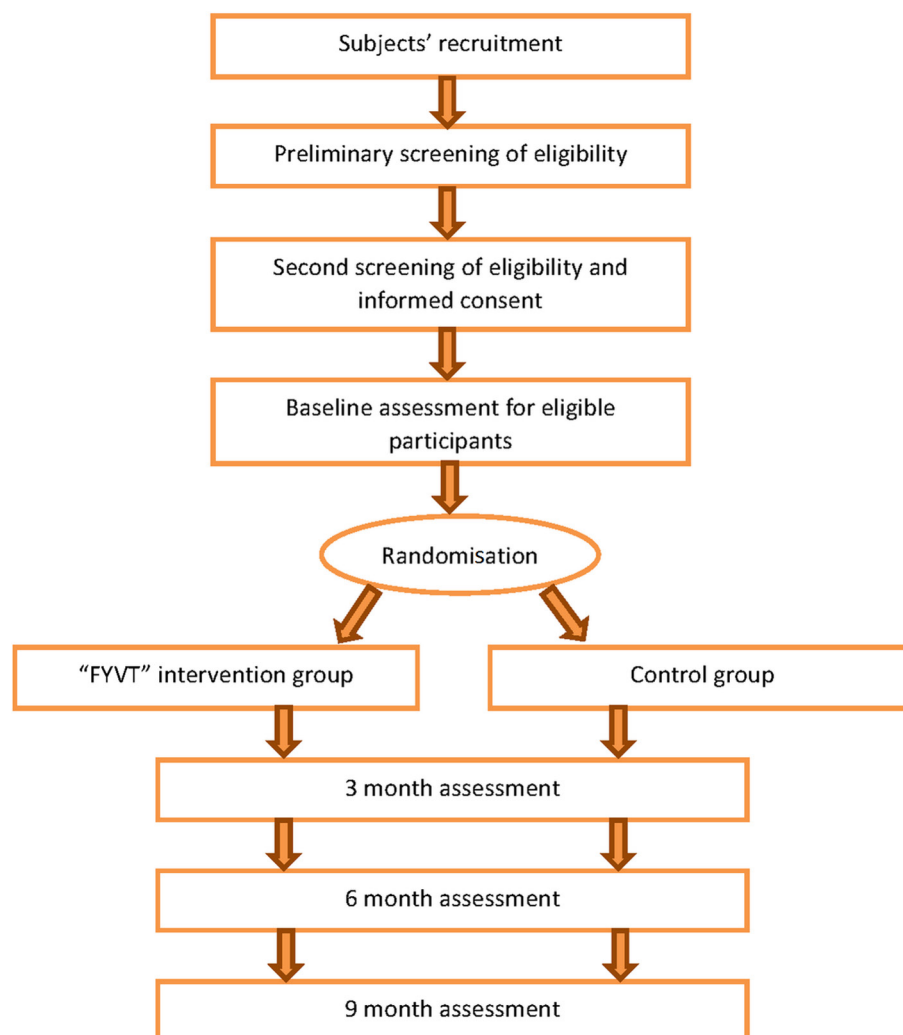 Subjects’ recruitment
Preliminary screening of eligibility
Second screening of eligibility and
informed consent
Baseline assessment for eligible
participants
Randomisation
“FYVT” intervention group
Control group
3 month assessment
6 month assessment
9 month assessment